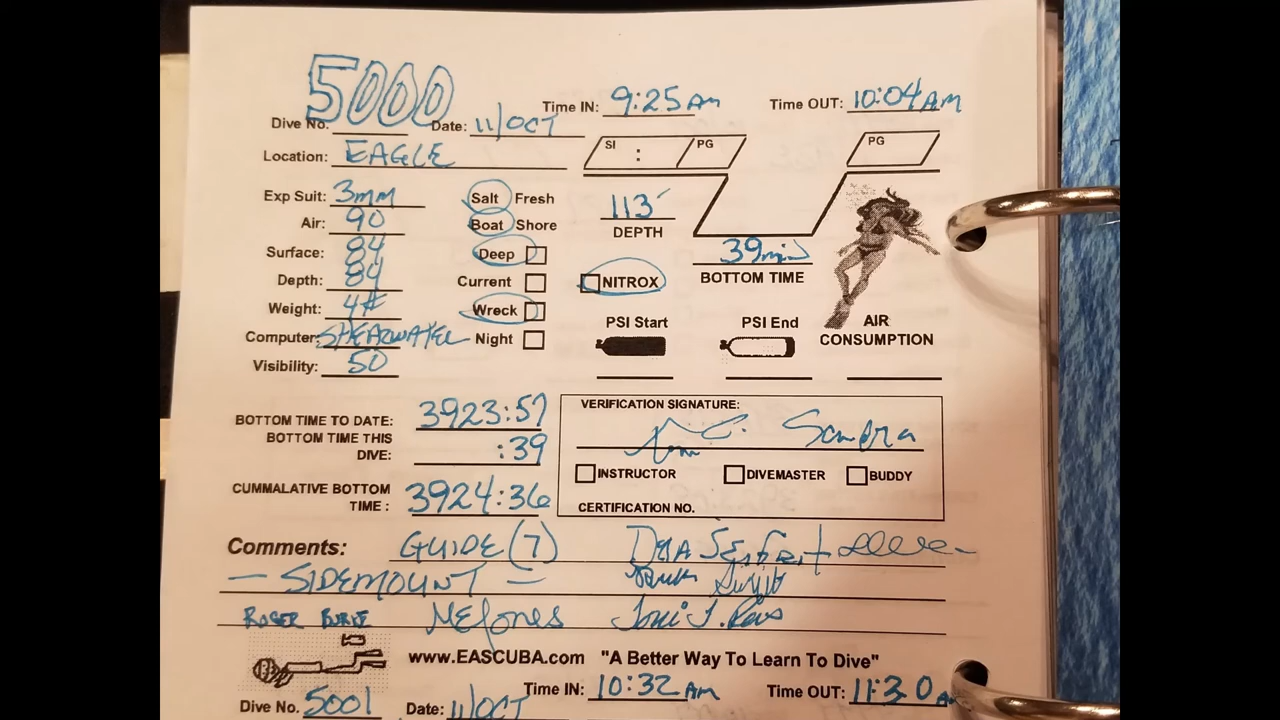 5000
Dive No. Date: 11/OCT Time IN: 9:25 AM Time OUT: 10:04 AM
Location: EAGLE SI : PG PG
Exp Suit: 3mm Salt Fresh
Air: 90 Boat Shore 113' DEPTH
Surface: 84 Deep 39 min BOTTOM TIME
Depth: 84 Current NITROX
Weight: 4# Wreck PSI Start PSI End AIR CONSUMPTION
Computer: SHEARWATER Night
Visibility: 50
BOTTOM TIME TO DATE: 3923:57
BOTTOM TIME THIS DIVE: :39
CUMMALATIVE BOTTOM TIME: 3924:36
VERIFICATION SIGNATURE:
INSTRUCTOR DIVEMASTER BUDDY
CERTIFICATION NO.
Comments: GUIDE (7)
— SIDEMOUNT —
ROGER BURKE NEJones
www.EASCUBA.com "A Better Way To Learn To Dive"
Dive No. 5001 Date: 11/OCT Time IN: 10:32 AM Time OUT: 11:30 AM